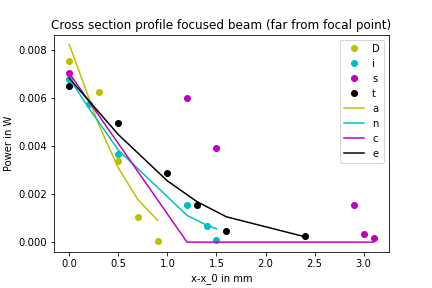 Cross section profile focused beam (far from focal point)
0.008
0.006
0.004
0.002
0.000
Power in W
D
i
s
t
a
n
c
e
0.0 0.5 1.0 1.5 2.0 2.5 3.0
x-x_0 in mm